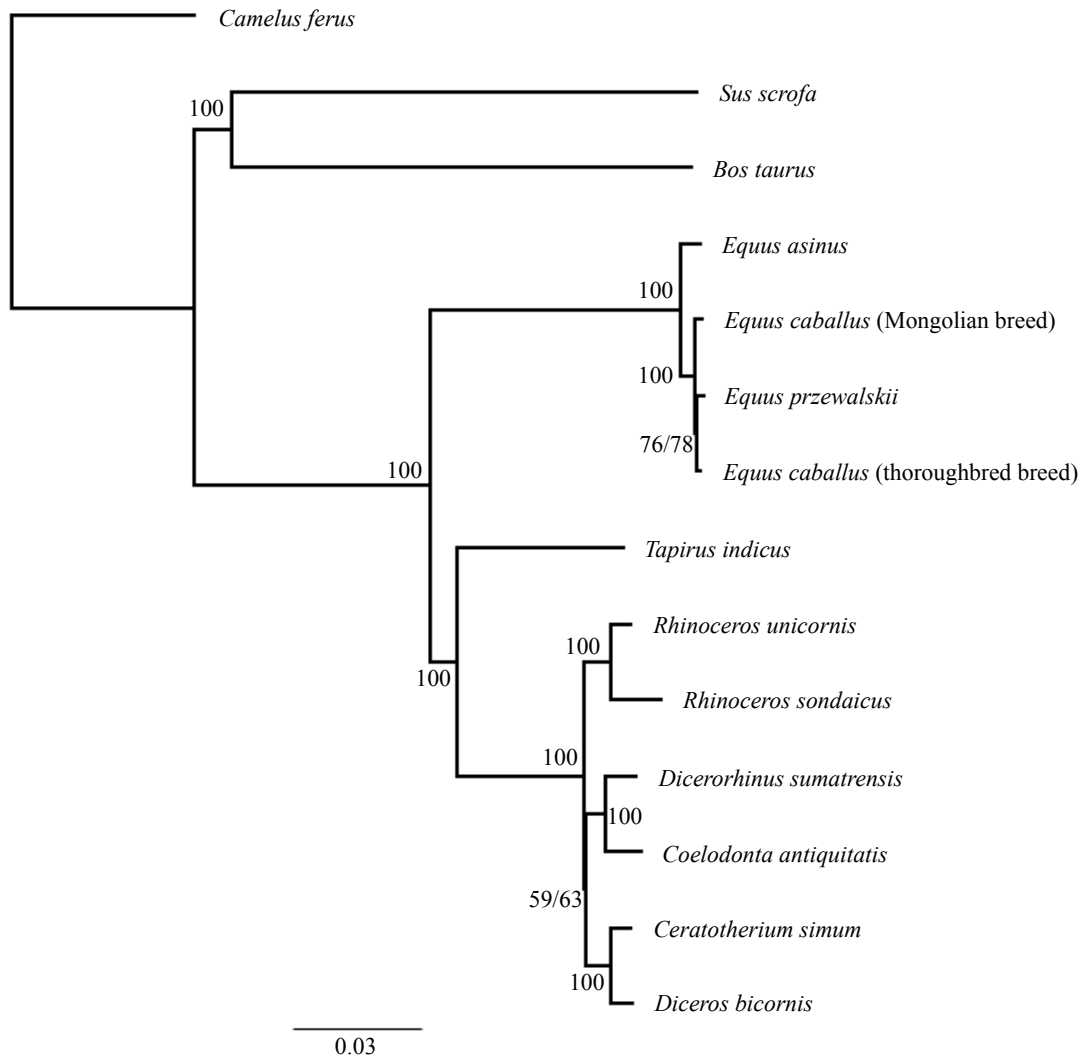 Camelus ferus
100
Sus scrofa
Bos taurus
Equus asinus
100
Equus caballus (Mongolian breed)
100
Equus przewalskii
76/78
Equus caballus (thoroughbred breed)
100
Tapirus indicus
Rhinoceros unicornis
100
100
Rhinoceros sondaicus
100
Dicerorhinus sumatrensis
100
Coelodonta antiquitatis
59/63
Ceratotherium simum
100
Diceros bicornis
0.03